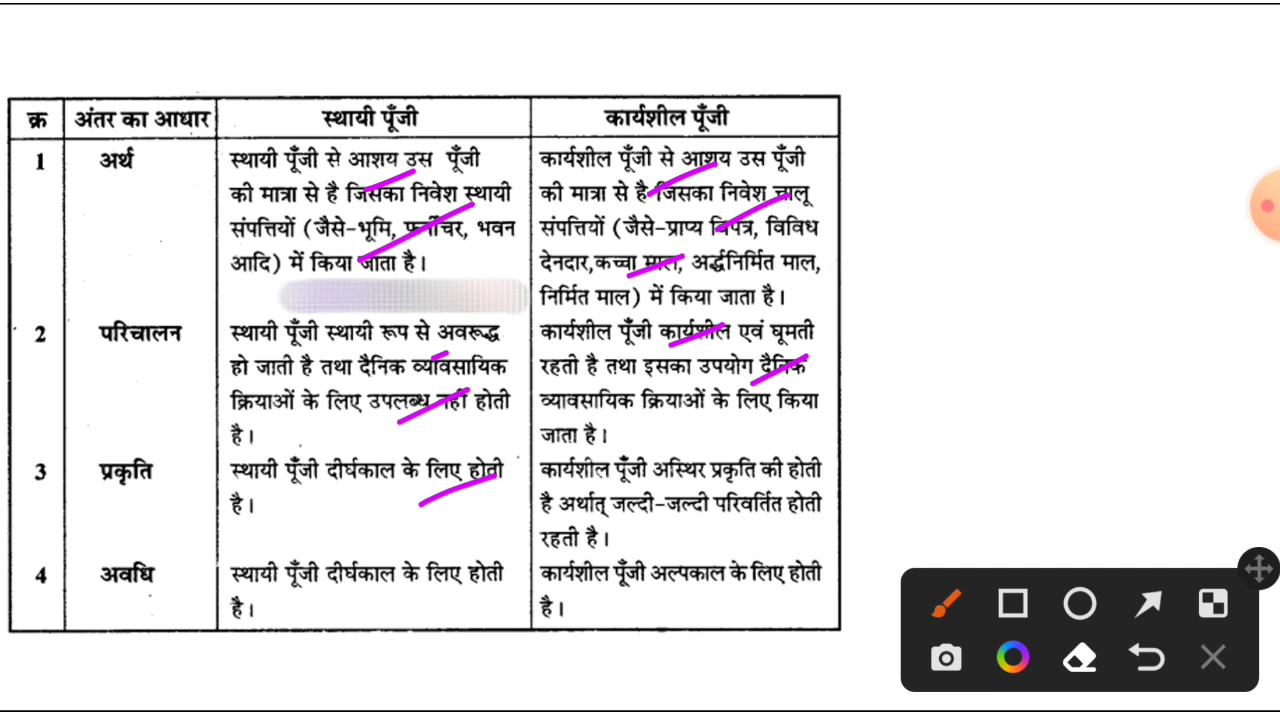 क्र अंतर का आधार स्थायी पूँजी कार्यशील पूँजी
1 अर्थ स्थायी पूँजी से आशय उस पूँजी कार्यशील पूँजी से आशय उस पूँजी
की मात्रा से है जिसका निवेश स्थायी की मात्रा से है जिसका निवेश चालू
संपत्तियों (जैसे-भूमि, फर्नीचर, भवन संपत्तियों (जैसे-प्राप्य विपत्र, विविध
आदि) में किया जाता है। देनदार,कच्चा माल, अर्द्धनिर्मित माल,
निर्मित माल) में किया जाता है।
2 परिचालन स्थायी पूँजी स्थायी रूप से अवरूद्ध कार्यशील पूँजी कार्यशील एवं घूमती
हो जाती है तथा दैनिक व्यावसायिक रहती है तथा इसका उपयोग दैनिक
क्रियाओं के लिए उपलब्ध नहीं होती व्यावसायिक क्रियाओं के लिए किया
है। जाता है।
3 प्रकृति स्थायी पूँजी दीर्घकाल के लिए होती कार्यशील पूँजी अस्थिर प्रकृति की होती
है। है अर्थात् जल्दी-जल्दी परिवर्तित होती
रहती है।
4 अवधि स्थायी पूँजी दीर्घकाल के लिए होती कार्यशील पूँजी अल्पकाल के लिए होती
है। है।